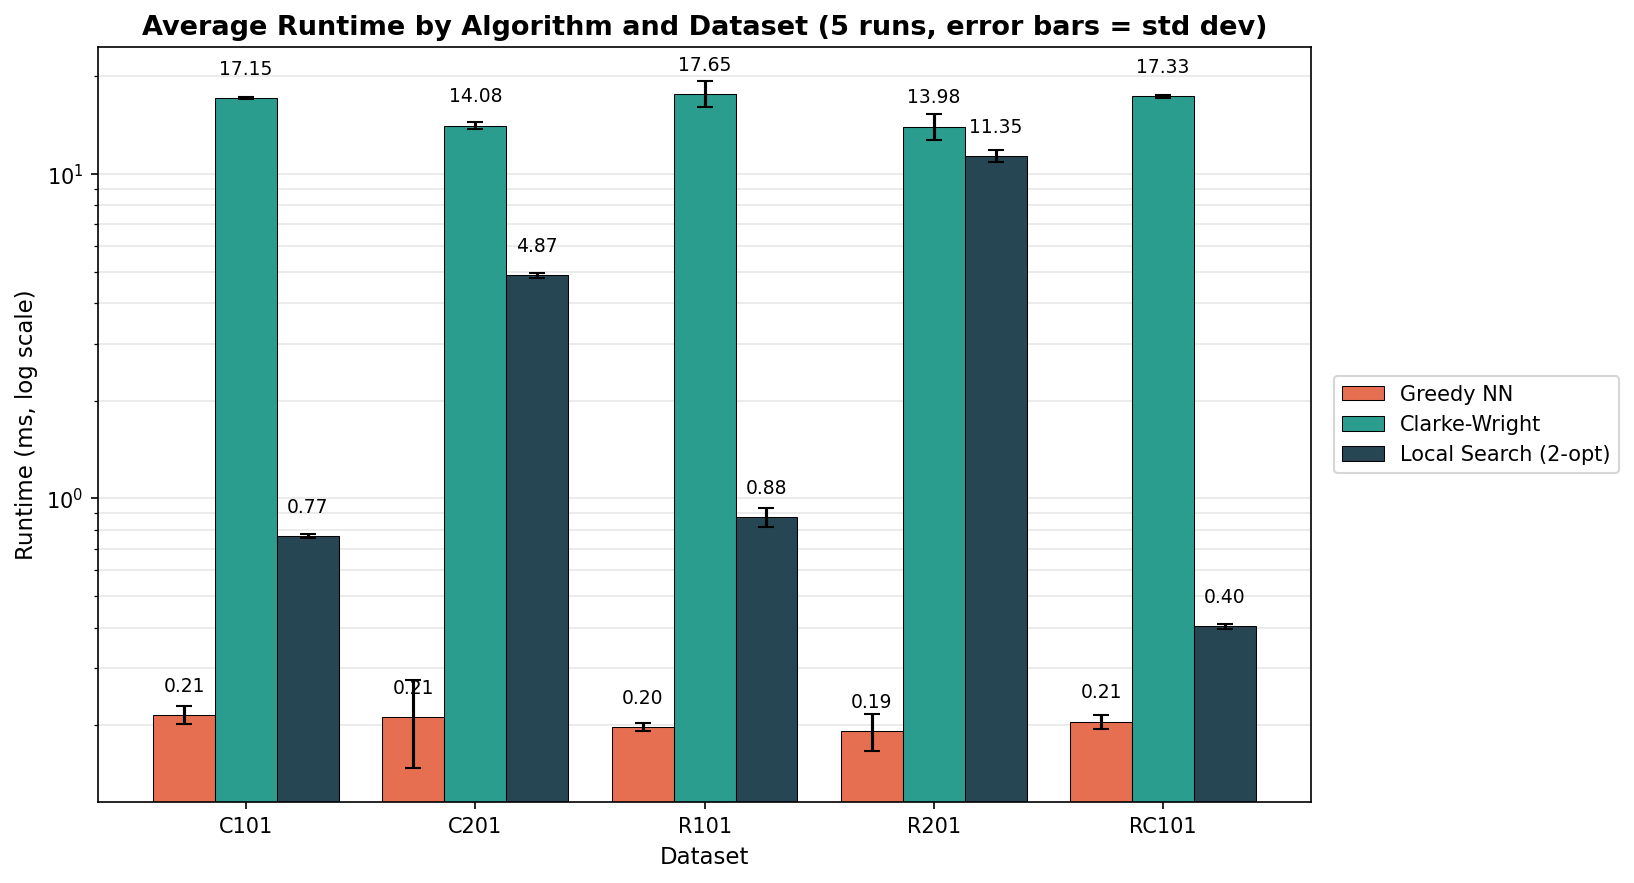 Average Runtime by Algorithm and Dataset (5 runs, error bars = std dev)
Runtime (ms, log scale)
10¹
10⁰
17.15
14.08
17.65
13.98
11.35
17.33
4.87
0.77
0.88
0.40
0.21
0.21
0.20
0.19
0.21
C101
C201
R101
R201
RC101
Dataset
Greedy NN
Clarke-Wright
Local Search (2-opt)